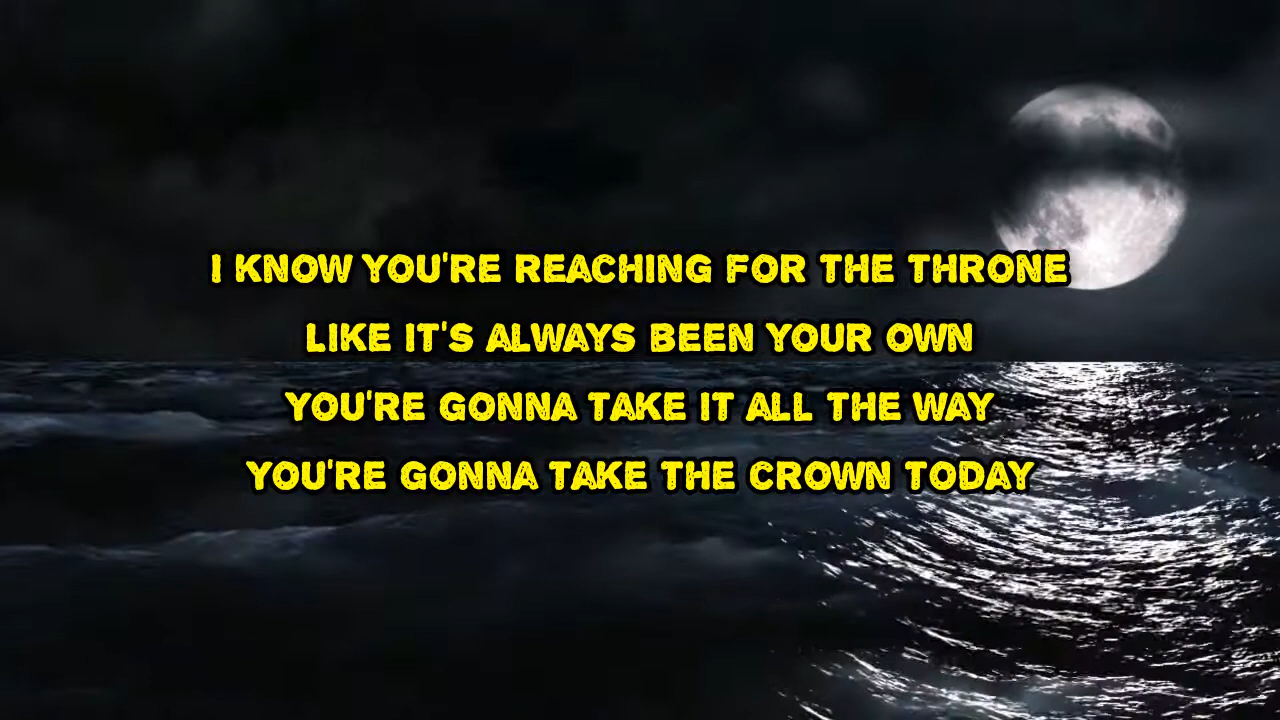 I KNOW YOU'RE REACHING FOR THE THRONE
LIKE IT'S ALWAYS BEEN YOUR OWN
YOU'RE GONNA TAKE IT ALL THE WAY
YOU'RE GONNA TAKE THE CROWN TODAY